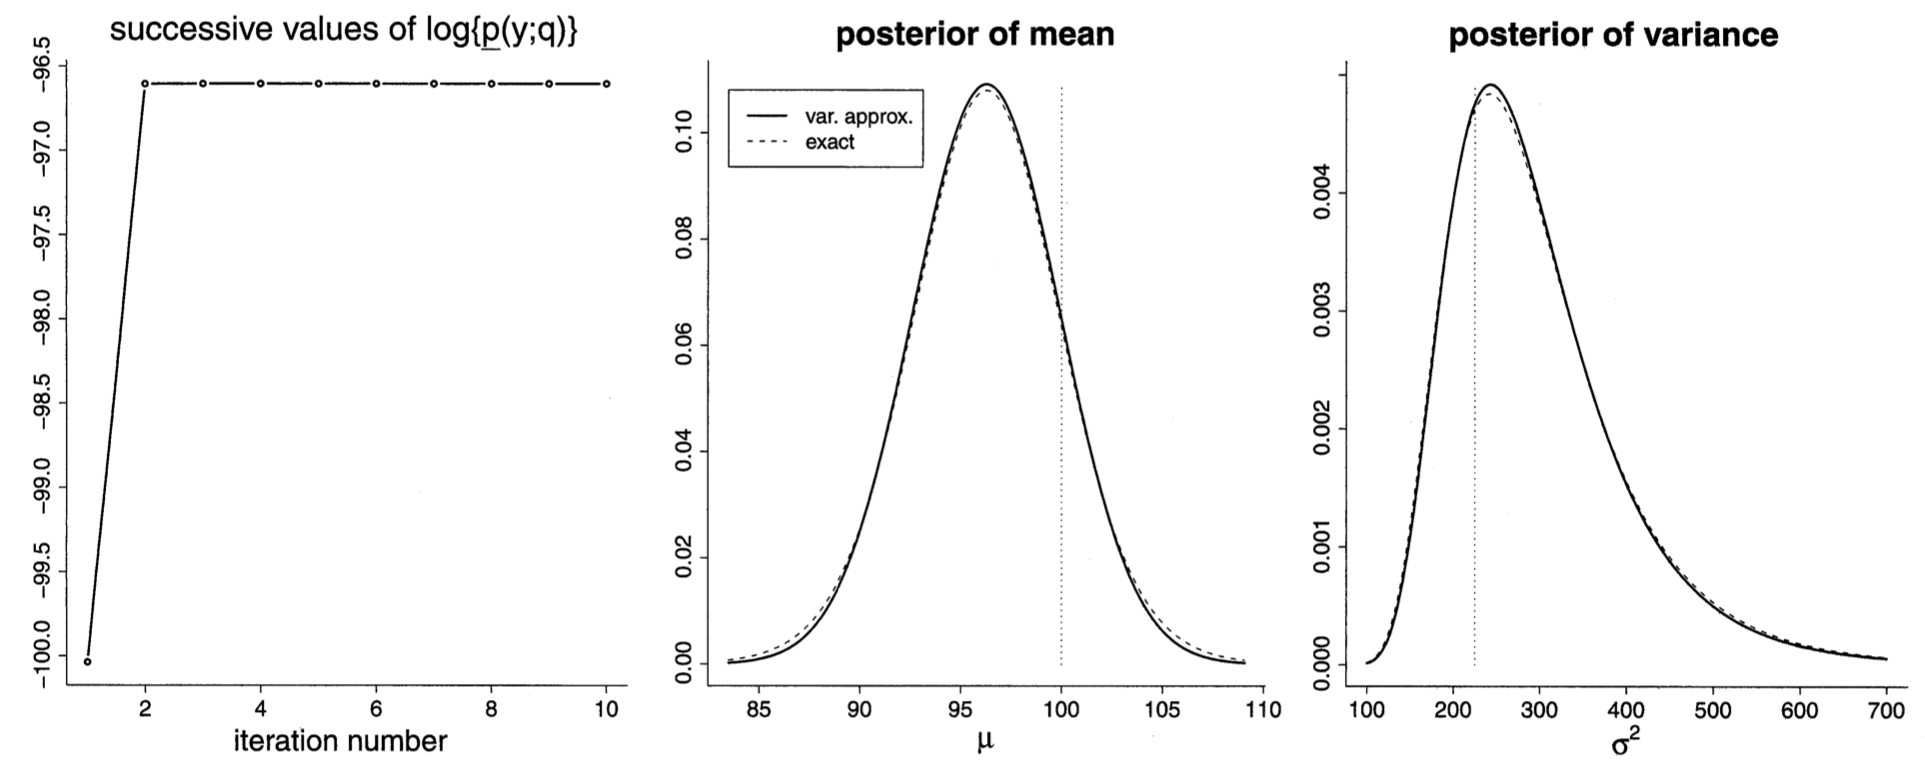 successive values of log{p(y;q)}
-96.5
-97.0
-97.5
-98.0
-98.5
-99.0
-99.5
-100.0
2 4 6 8 10
iteration number
posterior of mean
var. approx.
exact
0.10
0.08
0.06
0.04
0.02
0.00
85 90 95 100 105 110
μ
posterior of variance
0.004
0.003
0.002
0.001
0.000
100 200 300 400 500 600 700
σ²